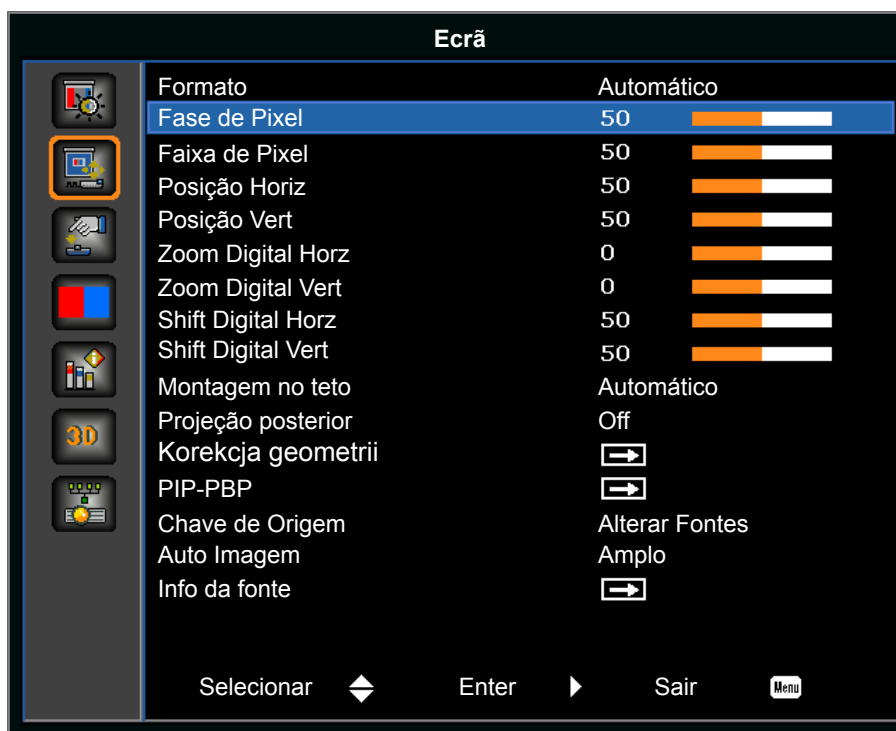 Ecrã
Formato Automático
Fase de Pixel 50
Faixa de Pixel 50
Posição Horiz 50
Posição Vert 50
Zoom Digital Horz 0
Zoom Digital Vert 0
Shift Digital Horz 50
Shift Digital Vert 50
Montagem no teto Automático
Projeção posterior Off
Korekcja geometrii
PIP-PBP
Chave de Origem Alterar Fontes
Auto Imagem Amplo
Info da fonte
3D
Selecionar Enter Sair Menu